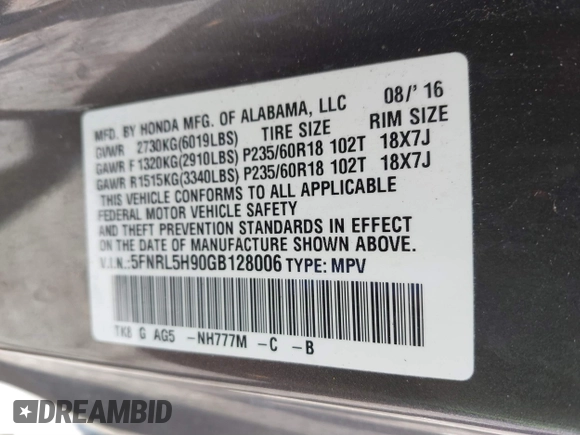 MFD. BY HONDA MFG. OF ALABAMA, LLC 08/' 16
GVWR 2730KG(6019LBS) TIRE SIZE RIM SIZE
GAWR F 1320KG(2910LBS) P235/60R18 102T 18X7J
GAWR R1515KG(3340LBS) P235/60R18 102T 18X7J
THIS VEHICLE CONFORMS TO ALL APPLICABLE
FEDERAL MOTOR VEHICLE SAFETY
AND THEFT PREVENTION STANDARDS IN EFFECT
ON THE DATE OF MANUFACTURE SHOWN ABOVE.
V.I.N.:5FNRL5H90GB128006 TYPE: MPV
TK8 G AG5 -NH777M -C -B
DREAMBID